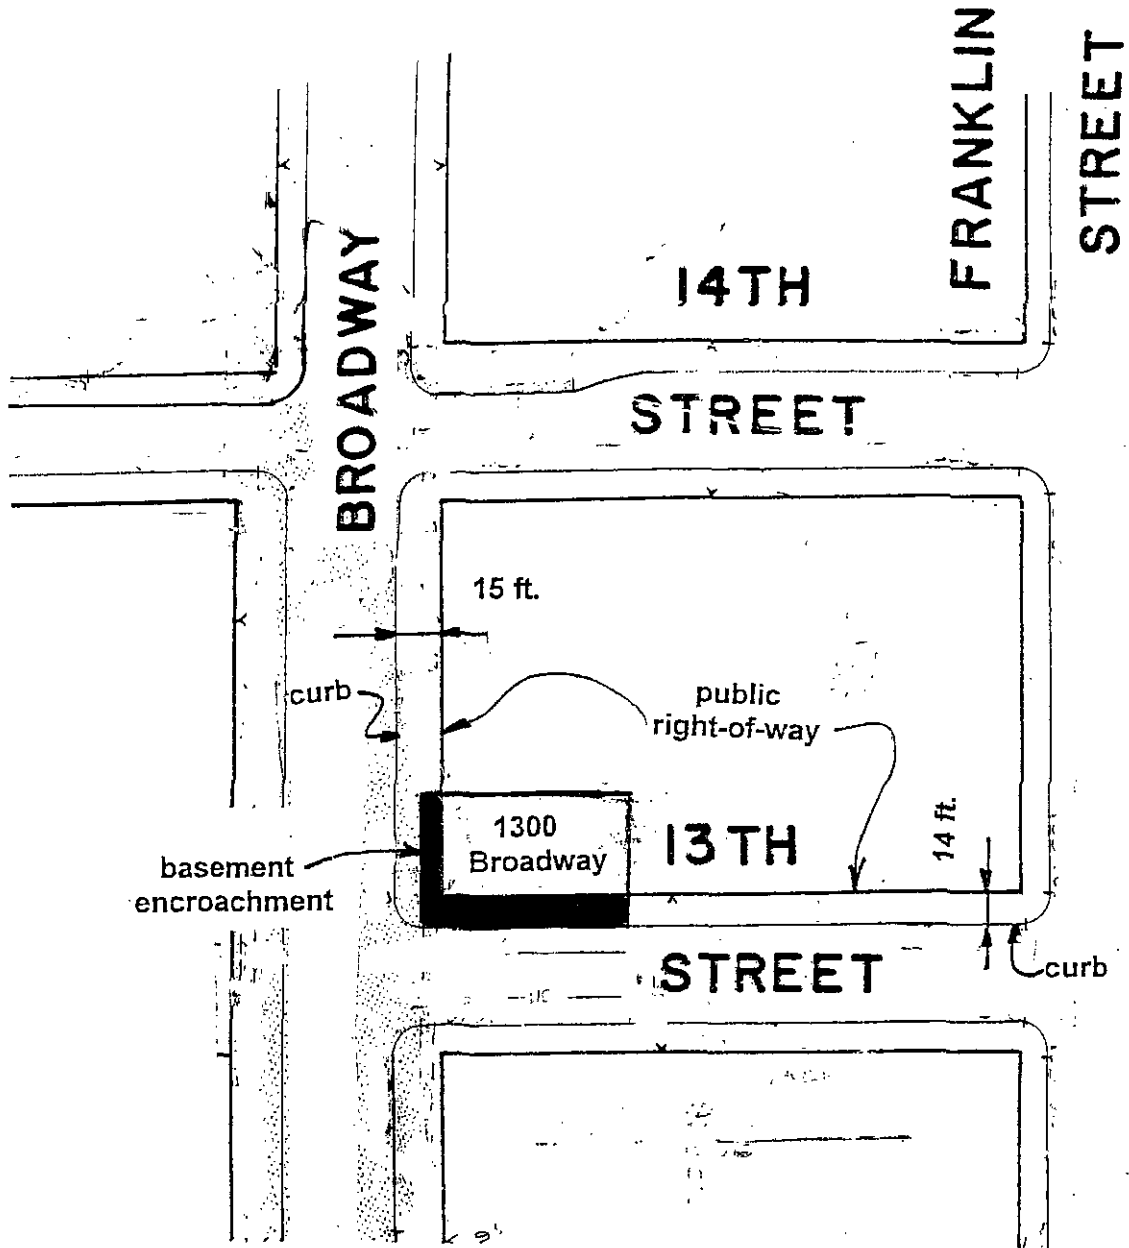 FRANKLIN
STREET
BROADWAY
14TH
STREET
15 ft.
curb
public
right-of-way
1300
Broadway
13TH
14 ft.
basement
encroachment
STREET
curb